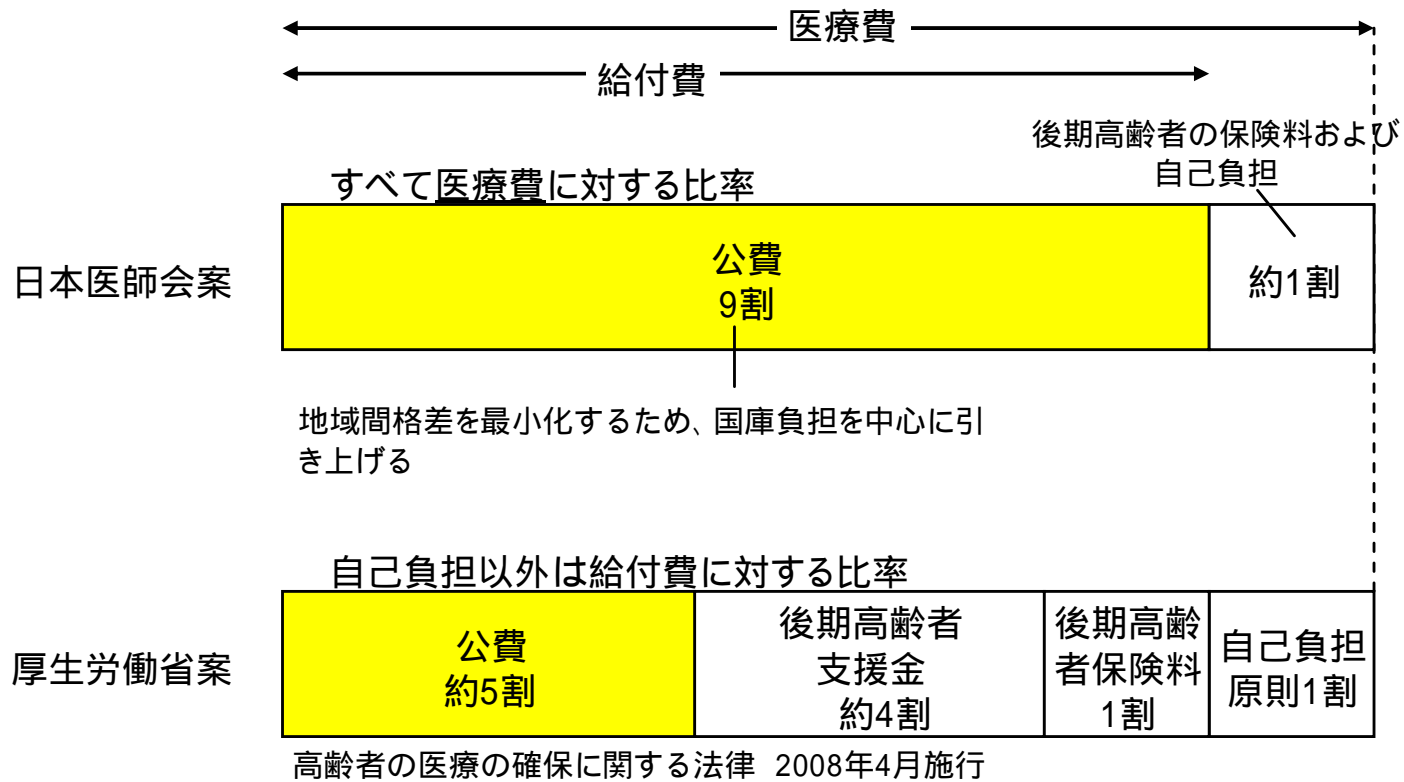 医療費
給付費
後期高齢者の保険料および
自己負担
すべて医療費に対する比率
日本医師会案
公費
9割
約1割
地域間格差を最小化するため、国庫負担を中心に引
き上げる
自己負担以外は給付費に対する比率
厚生労働省案
公費
約5割
後期高齢者
支援金
約4割
後期高齢
者保険料
1割
自己負担
原則1割
高齢者の医療の確保に関する法律 2008年4月施行